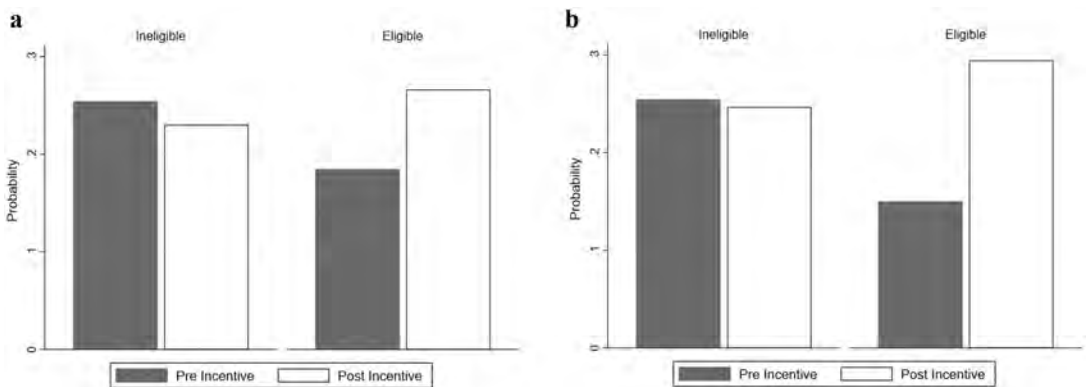 a
Ineligible Eligible
Probability
.3
.2
.1
0
Pre Incentive Post Incentive
b
Ineligible Eligible
Probability
.3
.2
.1
0
Pre Incentive Post Incentive